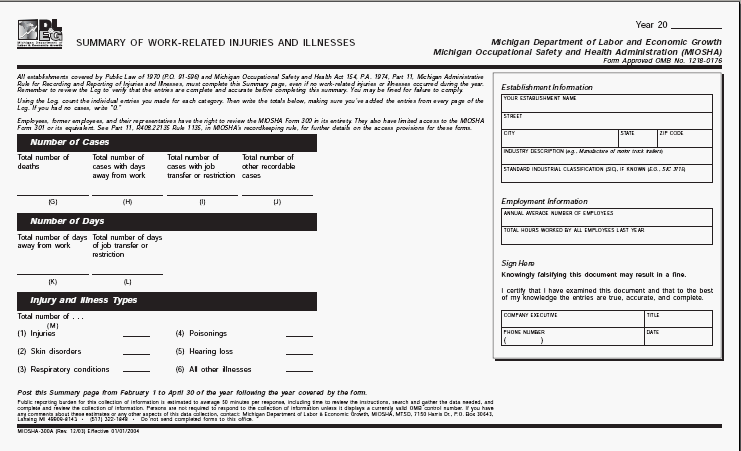 DL
EG
Michigan Department of
Labor & Economic Growth
SUMMARY OF WORK-RELATED INJURIES AND ILLNESSES
Year 20
Michigan Department of Labor and Economic Growth
Michigan Occupational Safety and Health Administration (MIOSHA)
Form Approved OMB No. 1218-0176
All establishments covered by Public Law of 1970 (P.O. 91-596) and Michigan Occupational Safety and Health Act 154, P.A. 1974, Part 11, Michigan Administrative
Rule for Recording and Reporting of Injuries and Illnesses, must complete this Summary page, even if no work-related injuries or illnesses occurred during the year.
Remember to review the Log to verify that the entries are complete and accurate before completing this summary. You may be fined for failure to comply.
Using the Log, count the individual entries you made for each category. Then write the totals below, making sure you've added the entries from every page of the
Log. If you had no cases, write "0."
Employees, former employees, and their representatives have the right to review the MIOSHA Form 300 in its entirety. They also have limited access to the MIOSHA
Form 301 or its equivalent. See Part 11, R408.22135 Rule 1135, in MIOSHA's recordkeeping rule, for further details on the access provisions for these forms.
Number of Cases
Total number of deaths
Total number of cases with days away from work
Total number of cases with job transfer or restriction
Total number of other recordable cases
(G) (H) (I) (J)
Number of Days
Total number of days away from work
Total number of days of job transfer or restriction
(K) (L)
Injury and Illness Types
Total number of . . .
(M)
(1) Injuries (4) Poisonings
(2) Skin disorders (5) Hearing loss
(3) Respiratory conditions (6) All other illnesses
Establishment Information
YOUR ESTABLISHMENT NAME
STREET
CITY STATE ZIP CODE
INDUSTRY DESCRIPTION (e.g., Manufacture of motor truck trailers)
STANDARD INDUSTRIAL CLASSIFICATION (SIC), IF KNOWN (E.G., SIC 3715)
Employment Information
ANNUAL AVERAGE NUMBER OF EMPLOYEES
TOTAL HOURS WORKED BY ALL EMPLOYEES LAST YEAR
Sign Here
Knowingly falsifying this document may result in a fine.
I certify that I have examined this document and that to the best
of my knowledge the entries are true, accurate, and complete.
COMPANY EXECUTIVE TITLE
PHONE NUMBER DATE
( )
Post this Summary page from February 1 to April 30 of the year following the year covered by the form.
Public reporting burden for this collection of information is estimated to average 50 minutes per response, including time to review the instructions, search and gather the data needed, and
complete and review the collection of information. Persons are not required to respond to the collection of information unless it displays a currently valid OMB control number. If you have
any comments about these estimates or any other aspects of this data collection, contact: Michigan Department of Labor & Economic Growth, MIOSHA, MTSD, 7150 Harris Dr., P.O. Box 30643,
Lansing MI 48909-8143 • (517) 322-1848 • Do not send completed forms to this office.
MIOSHA-300A (Rev. 12/03) Effective 01/01/2004